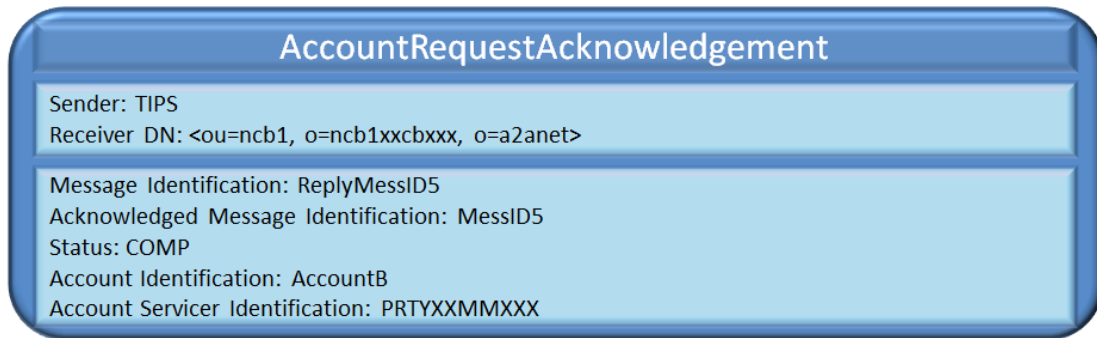 AccountRequestAcknowledgement
Sender: TIPS
Receiver DN: <ou=ncb1, o=ncb1xxcbxxx, o=a2anet>
Message Identification: ReplyMessID5
Acknowledged Message Identification: MessID5
Status: COMP
Account Identification: AccountB
Account Servicer Identification: PRTYXXMMXXX